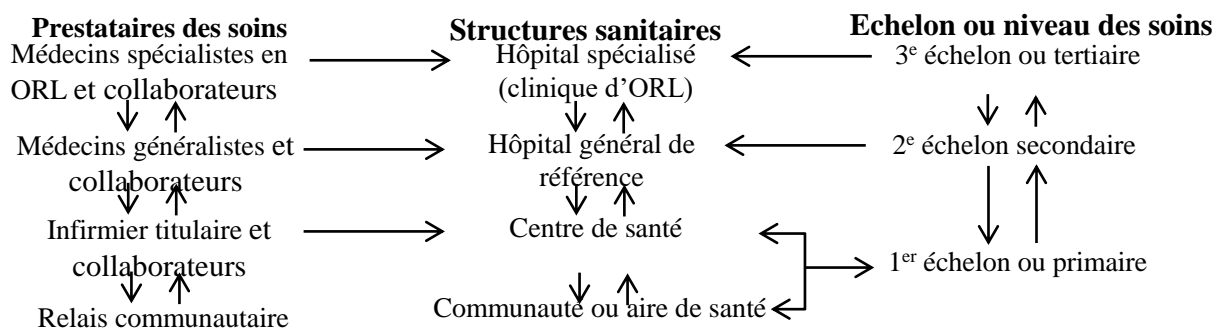 Prestataires des soins
Médecins spécialistes en
ORL et collaborateurs
Médecins généralistes et
collaborateurs
Infirmier titulaire et
collaborateurs
Relais communautaire
Structures sanitaires
Hôpital spécialisé
(clinique d'ORL)
Hôpital général de
référence
Centre de santé
Communauté ou aire de santé
Echelon ou niveau des soins
3e échelon ou tertiaire
2e échelon secondaire
1er échelon ou primaire